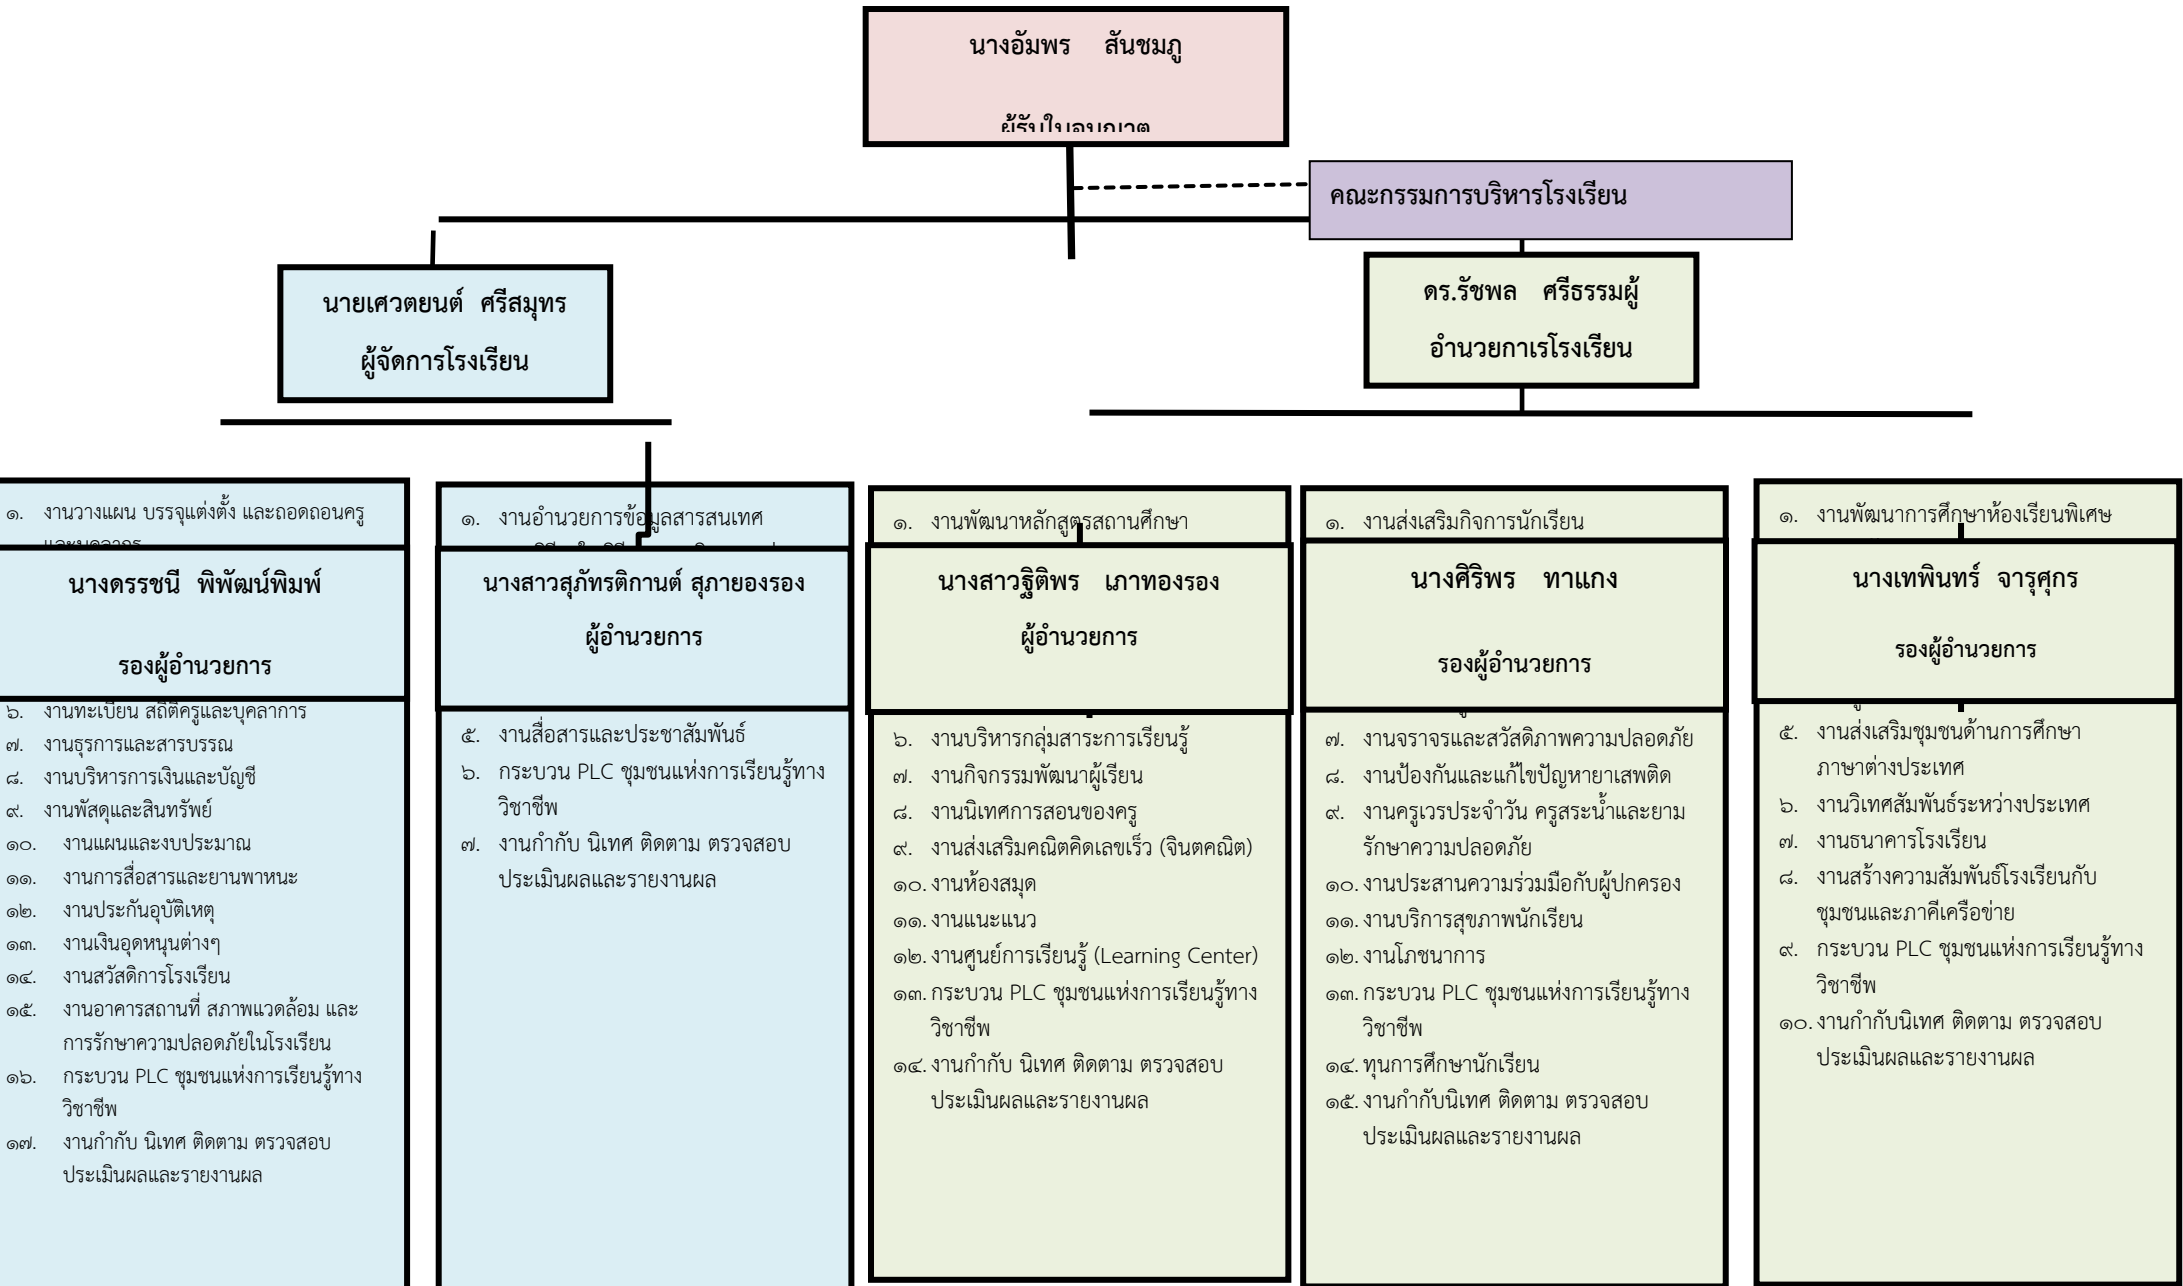 นางอัมพร สันชมภู
ผู้รับใบอนุญาต
คณะกรรมการบริหารโรงเรียน
นายเศวตยนต์ ศรีสมุทร
ผู้จัดการโรงเรียน
ดร.รัชพล ศรีธรรมผู้
อำนวยกาเรโรงเรียน
๑. งานวางแผน บรรจุแต่งตั้ง และถอดถอนครู
และบุคลากร
นางดรรชนี พิพัฒน์พิมพ์
รองผู้อำนวยการ
๖. งานทะเบียน สถิติครูและบุคลาการ
๗. งานธุรการและสารบรรณ
๘. งานบริหารการเงินและบัญชี
๙. งานพัสดุและสินทรัพย์
๑๐. งานแผนและงบประมาณ
๑๑. งานการสื่อสารและยานพาหนะ
๑๒. งานประกันอุบัติเหตุ
๑๓. งานเงินอุดหนุนต่างๆ
๑๔. งานสวัสดิการโรงเรียน
๑๕. งานอาคารสถานที่ สภาพแวดล้อม และ
การรักษาความปลอดภัยในโรงเรียน
๑๖. กระบวน PLC ชุมชนแห่งการเรียนรู้ทาง
วิชาชีพ
๑๗. งานกำกับ นิเทศ ติดตาม ตรวจสอบ
ประเมินผลและรายงานผล
๑. งานอำนวยการข้อมูลสารสนเทศ
นางสาวสุภัทรติกานต์ สุภายองรอง
ผู้อำนวยการ
๕. งานสื่อสารและประชาสัมพันธ์
๖. กระบวน PLC ชุมชนแห่งการเรียนรู้ทาง
วิชาชีพ
๗. งานกำกับ นิเทศ ติดตาม ตรวจสอบ
ประเมินผลและรายงานผล
๑. งานพัฒนาหลักสูตรสถานศึกษา
นางสาวฐิติพร เภาทองรอง
ผู้อำนวยการ
๖. งานบริหารกลุ่มสาระการเรียนรู้
๗. งานกิจกรรมพัฒนาผู้เรียน
๘. งานนิเทศการสอนของครู
๙. งานส่งเสริมคณิตคิดเลขเร็ว (จินตคณิต)
๑๐. งานห้องสมุด
๑๑. งานแนะแนว
๑๒. งานศูนย์การเรียนรู้ (Learning Center)
๑๓. กระบวน PLC ชุมชนแห่งการเรียนรู้ทาง
วิชาชีพ
๑๔. งานกำกับ นิเทศ ติดตาม ตรวจสอบ
ประเมินผลและรายงานผล
๑. งานส่งเสริมกิจการนักเรียน
นางศิริพร ทาแกง
รองผู้อำนวยการ
๗. งานจราจรและสวัสดิภาพความปลอดภัย
๘. งานป้องกันและแก้ไขปัญหายาเสพติด
๙. งานครูเวรประจำวัน ครูสระน้ำและยาม
รักษาความปลอดภัย
๑๐. งานประสานความร่วมมือกับผู้ปกครอง
๑๑. งานบริการสุขภาพนักเรียน
๑๒. งานโภชนาการ
๑๓. กระบวน PLC ชุมชนแห่งการเรียนรู้ทาง
วิชาชีพ
๑๔. ทุนการศึกษานักเรียน
๑๕. งานกำกับนิเทศ ติดตาม ตรวจสอบ
ประเมินผลและรายงานผล
๑. งานพัฒนาการศึกษาห้องเรียนพิเศษ
นางเทพินทร์ จารุศุกร
รองผู้อำนวยการ
๕. งานส่งเสริมชุมชนด้านการศึกษา
ภาษาต่างประเทศ
๖. งานวิเทศสัมพันธ์ระหว่างประเทศ
๗. งานธนาคารโรงเรียน
๘. งานสร้างความสัมพันธ์โรงเรียนกับ
ชุมชนและภาคีเครือข่าย
๙. กระบวน PLC ชุมชนแห่งการเรียนรู้ทาง
วิชาชีพ
๑๐. งานกำกับนิเทศ ติดตาม ตรวจสอบ
ประเมินผลและรายงานผล